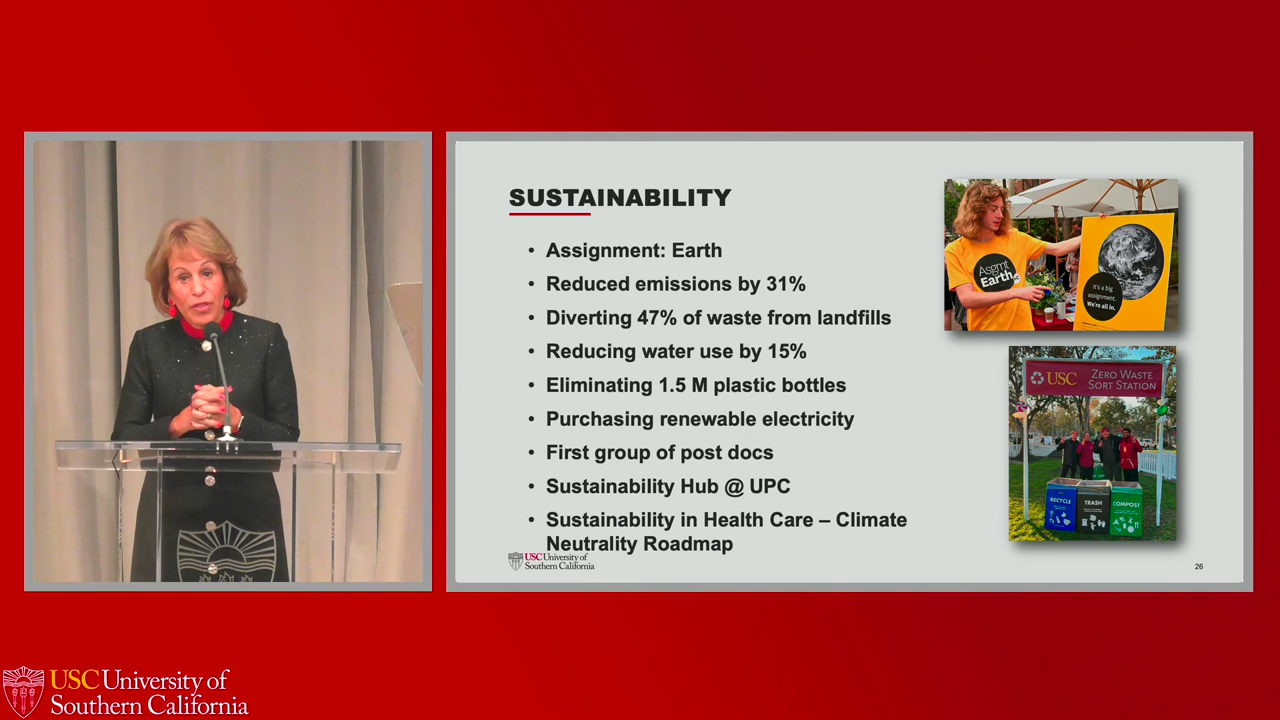 SUSTAINABILITY
• Assignment: Earth
• Reduced emissions by 31%
• Diverting 47% of waste from landfills
• Reducing water use by 15%
• Eliminating 1.5 M plastic bottles
• Purchasing renewable electricity
• First group of post docs
• Sustainability Hub @ UPC
• Sustainability in Health Care – Climate
Neutrality Roadmap
USC University of
Southern California
26
Asgmt
Earth
It's a big
assignment.
We're all in.
USC ZERO WASTE
SORT STATION
RECYCLE
TRASH
COMPOST
USC University of
Southern California